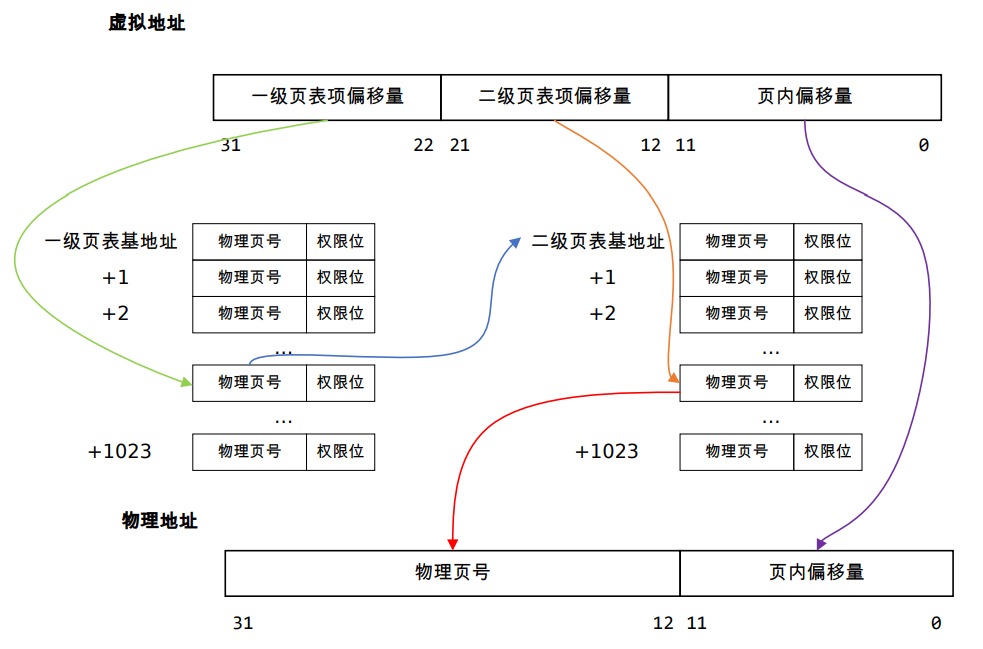 虚拟地址
一级页表项偏移量 二级页表项偏移量 页内偏移量
31 22 21 12 11 0
一级页表基地址 物理页号 权限位 二级页表基地址 物理页号 权限位
+1 物理页号 权限位 +1 物理页号 权限位
+2 物理页号 权限位 +2 物理页号 权限位
... ...
物理页号 权限位 物理页号 权限位
... ...
+1023 物理页号 权限位 +1023 物理页号 权限位
物理地址
物理页号 页内偏移量
31 12 11 0